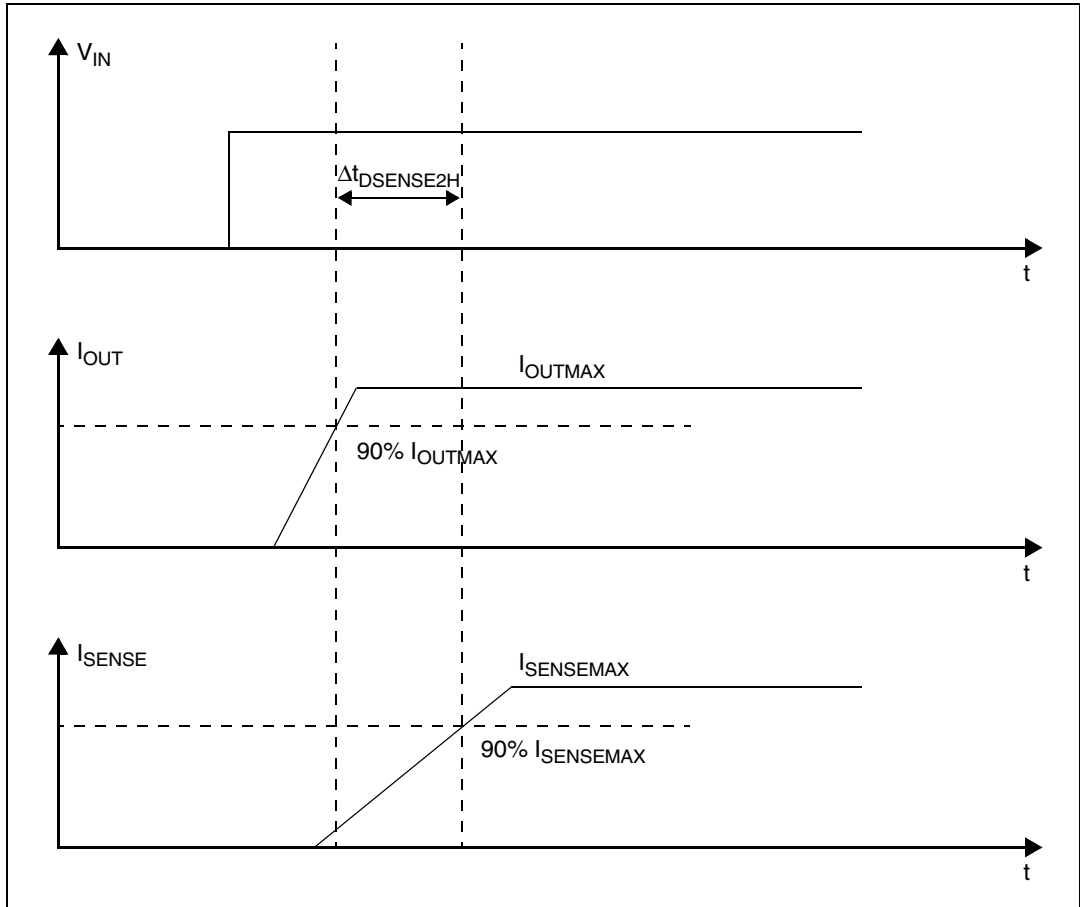 V_IN
Δt_DSENSE2H
t
I_OUT
I_OUTMAX
90% I_OUTMAX
t
I_SENSE
I_SENSEMAX
90% I_SENSEMAX
t